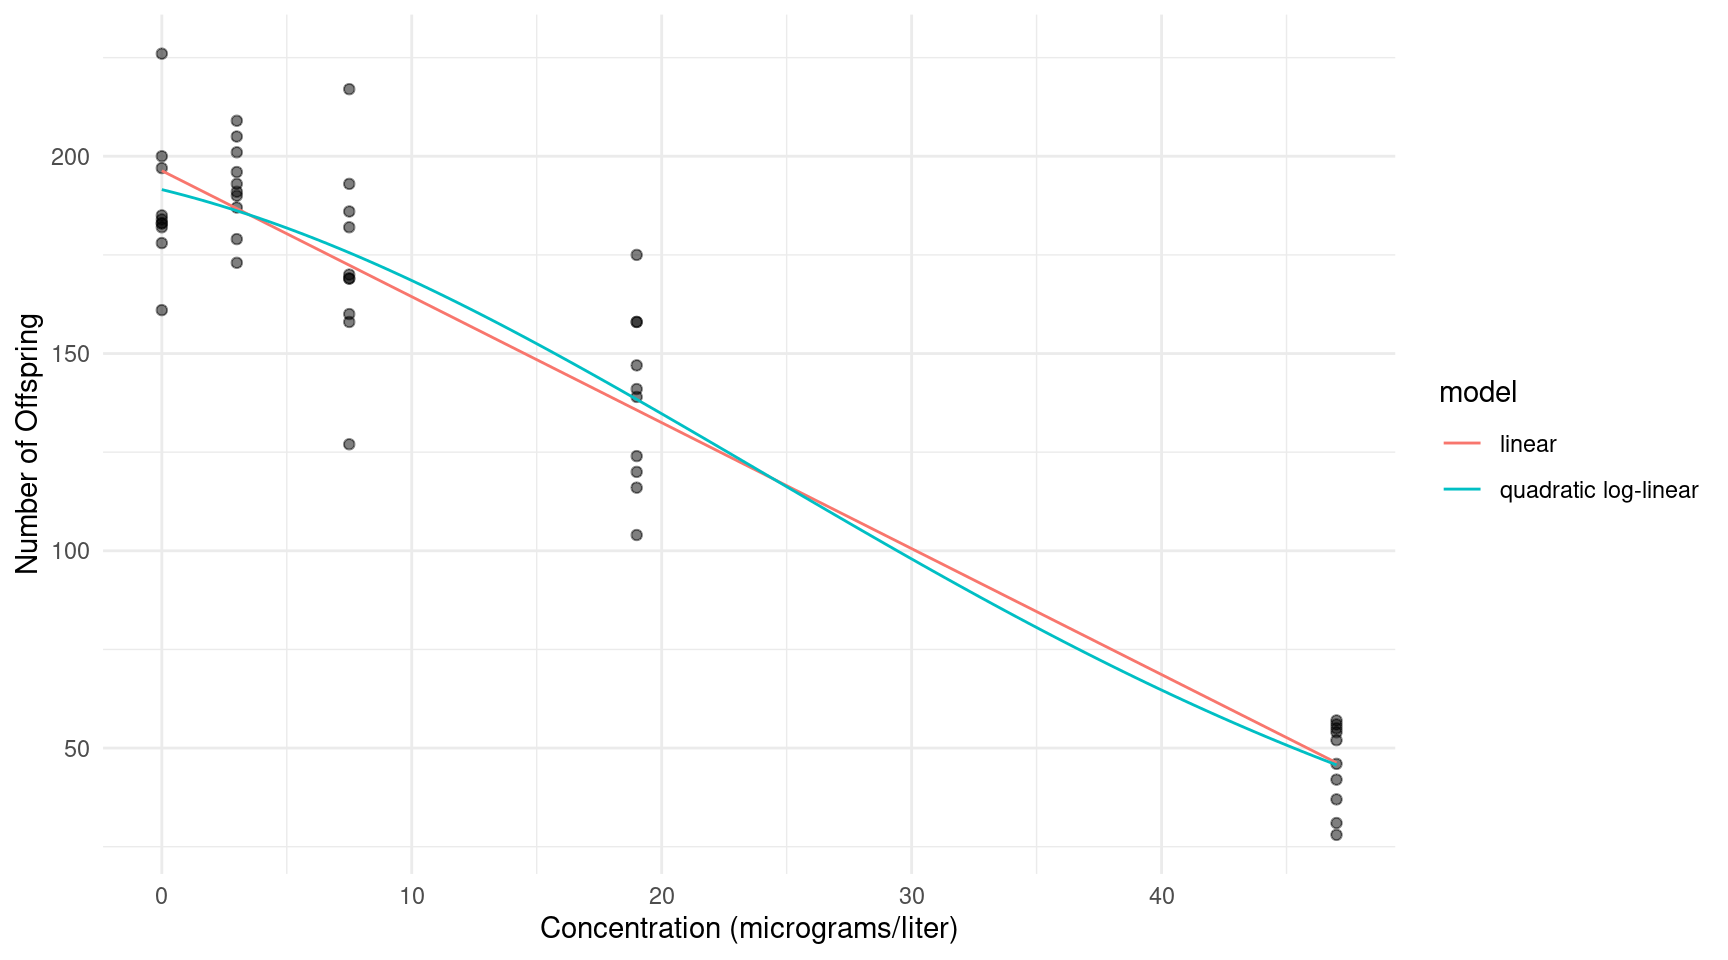 200
150
100
50
0
10
20
30
40
Number of Offspring
Concentration (micrograms/liter)
model
linear
quadratic log-linear